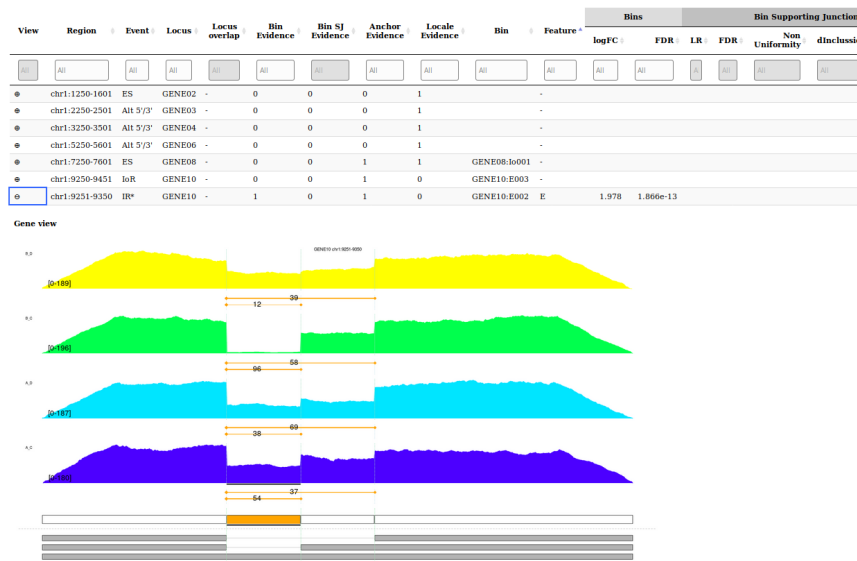 Bins Bin Supporting Junction
View Region Event Locus Locus overlap Bin Evidence Bin SJ Evidence Anchor Evidence Locale Evidence Bin Feature logFC FDR LR FDR Non Uniformity dInclussi
All All All All All All All All All All All All All A All All All
chr1:1250-1601 ES GENE02 - 0 0 0 1 -
chr1:2250-2501 Alt 5'/3' GENE03 - 0 0 0 1 -
chr1:3250-3501 Alt 5'/3' GENE04 - 0 0 0 1 -
chr1:5250-5601 Alt 5'/3' GENE06 - 0 0 0 1 -
chr1:7250-7601 ES GENE08 - 0 0 1 1 GENE08:Io001 -
chr1:9250-9451 IoR GENE10 - 0 0 1 0 GENE10:E003 -
chr1:9251-9350 IR* GENE10 - 1 0 1 0 GENE10:E002 E 1.978 1.866e-13
Gene view
GENE10 chr1:9251-9350
[0-189]
39
12
[0-196]
58
96
[0-187]
69
38
37
54